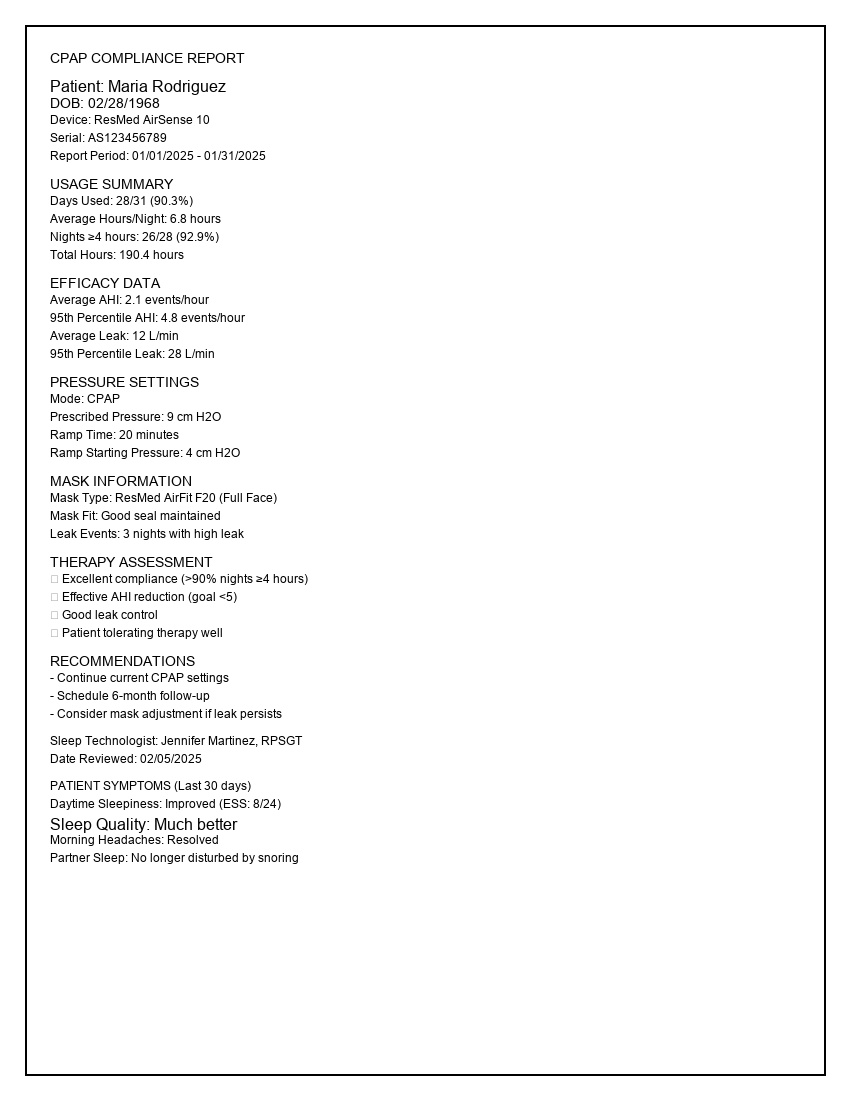 CPAP COMPLIANCE REPORT
Patient: Maria Rodriguez
DOB: 02/28/1968
Device: ResMed AirSense 10
Serial: AS123456789
Report Period: 01/01/2025 - 01/31/2025
USAGE SUMMARY
Days Used: 28/31 (90.3%)
Average Hours/Night: 6.8 hours
Nights ≥4 hours: 26/28 (92.9%)
Total Hours: 190.4 hours
EFFICACY DATA
Average AHI: 2.1 events/hour
95th Percentile AHI: 4.8 events/hour
Average Leak: 12 L/min
95th Percentile Leak: 28 L/min
PRESSURE SETTINGS
Mode: CPAP
Prescribed Pressure: 9 cm H2O
Ramp Time: 20 minutes
Ramp Starting Pressure: 4 cm H2O
MASK INFORMATION
Mask Type: ResMed AirFit F20 (Full Face)
Mask Fit: Good seal maintained
Leak Events: 3 nights with high leak
THERAPY ASSESSMENT
□ Excellent compliance (>90% nights ≥4 hours)
□ Effective AHI reduction (goal <5)
□ Good leak control
□ Patient tolerating therapy well
RECOMMENDATIONS
- Continue current CPAP settings
- Schedule 6-month follow-up
- Consider mask adjustment if leak persists
Sleep Technologist: Jennifer Martinez, RPSGT
Date Reviewed: 02/05/2025
PATIENT SYMPTOMS (Last 30 days)
Daytime Sleepiness: Improved (ESS: 8/24)
Sleep Quality: Much better
Morning Headaches: Resolved
Partner Sleep: No longer disturbed by snoring